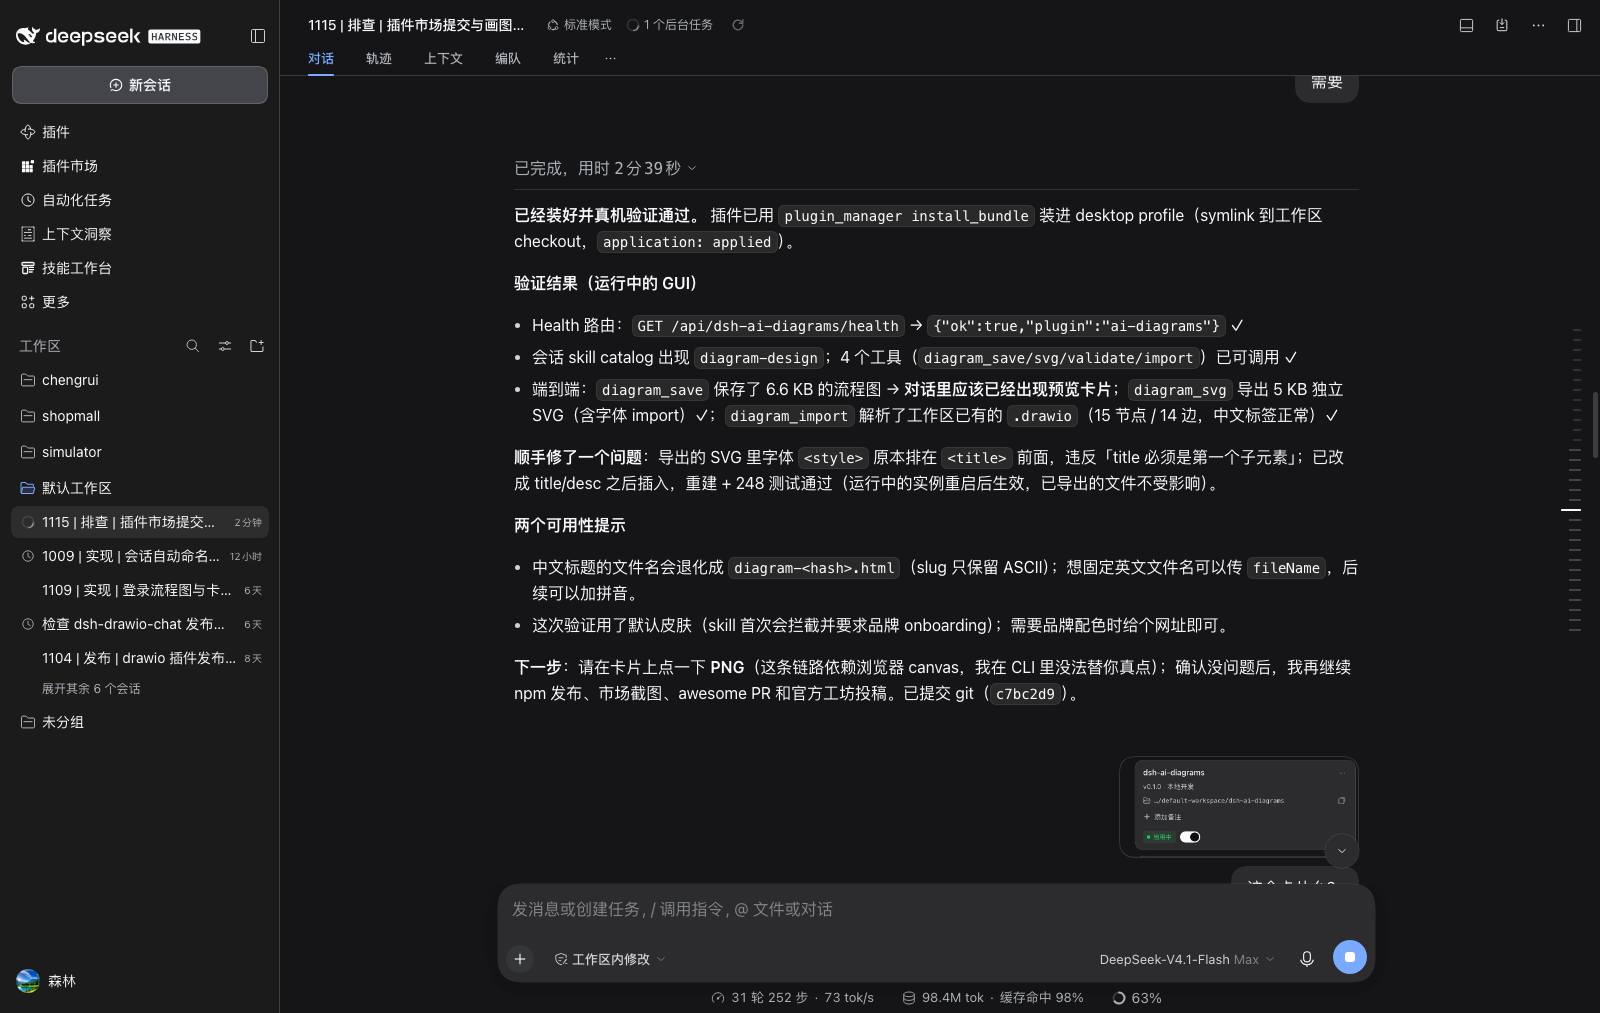 deepseek HARNESS
新会话
插件
插件市场
自动化任务
上下文洞察
技能工作台
更多
工作区
chengrui
shopmall
simulator
默认工作区
1115 | 排查 | 插件市场提交... 2 分钟
1009 | 实现 | 会话自动命名... 12 小时
1109 | 实现 | 登录流程图与卡... 6 天
检查 dsh-drawio-chat 发布... 6 天
1104 | 发布 | drawio 插件发布... 8 天
展开其余 6 个会话
未分组
森林
1115 | 排查 | 插件市场提交与画图... 标准模式 1 个后台任务
对话 轨迹 上下文 编队 统计 ...
需要
已完成，用时 2 分 39 秒
已经装好并真机验证通过。 插件已用 plugin_manager install_bundle 装进 desktop profile（symlink 到工作区
checkout，application: applied）。
验证结果（运行中的 GUI）
• Health 路由：GET /api/dsh-ai-diagrams/health → {"ok":true,"plugin":"ai-diagrams"} ✓
• 会话 skill catalog 出现 diagram-design；4 个工具（diagram_save/svg/validate/import）已可调用 ✓
• 端到端：diagram_save 保存了 6.6 KB 的流程图 → 对话里应该已经出现预览卡片；diagram_svg 导出 5 KB 独立
SVG（含字体 import）✓；diagram_import 解析了工作区已有的 .drawio（15 节点 / 14 边，中文标签正常）✓
顺手修了一个问题：导出的 SVG 里字体 <style> 原本排在 <title> 前面，违反「title 必须是第一个子元素」；已改
成 title/desc 之后插入，重建 + 248 测试通过（运行中的实例重启后生效，已导出的文件不受影响）。
两个可用性提示
• 中文标题的文件名会退化成 diagram-<hash>.html（slug 只保留 ASCII）；想固定英文文件名可以传 fileName，后
续可以加拼音。
• 这次验证用了默认皮肤（skill 首次会拦截并要求品牌 onboarding）；需要品牌配色时给个网址即可。
下一步：请在卡片上点一下 PNG（这条链路依赖浏览器 canvas，我在 CLI 里没法替你真点）；确认没问题后，我再继续
npm 发布、市场截图、awesome PR 和官方工坊投稿。已提交 git（c7bc2d9）。
dsh-ai-diagrams
v0.1.0 · 本地开发
.../default-workspace/dsh-ai-diagrams
+ 添加备注
启用中
发消息或创建任务, / 调用指令, @ 文件或对话
工作区内修改
DeepSeek-V4.1-Flash Max
31 轮 252 步 · 73 tok/s 98.4M tok · 缓存命中 98% 63%